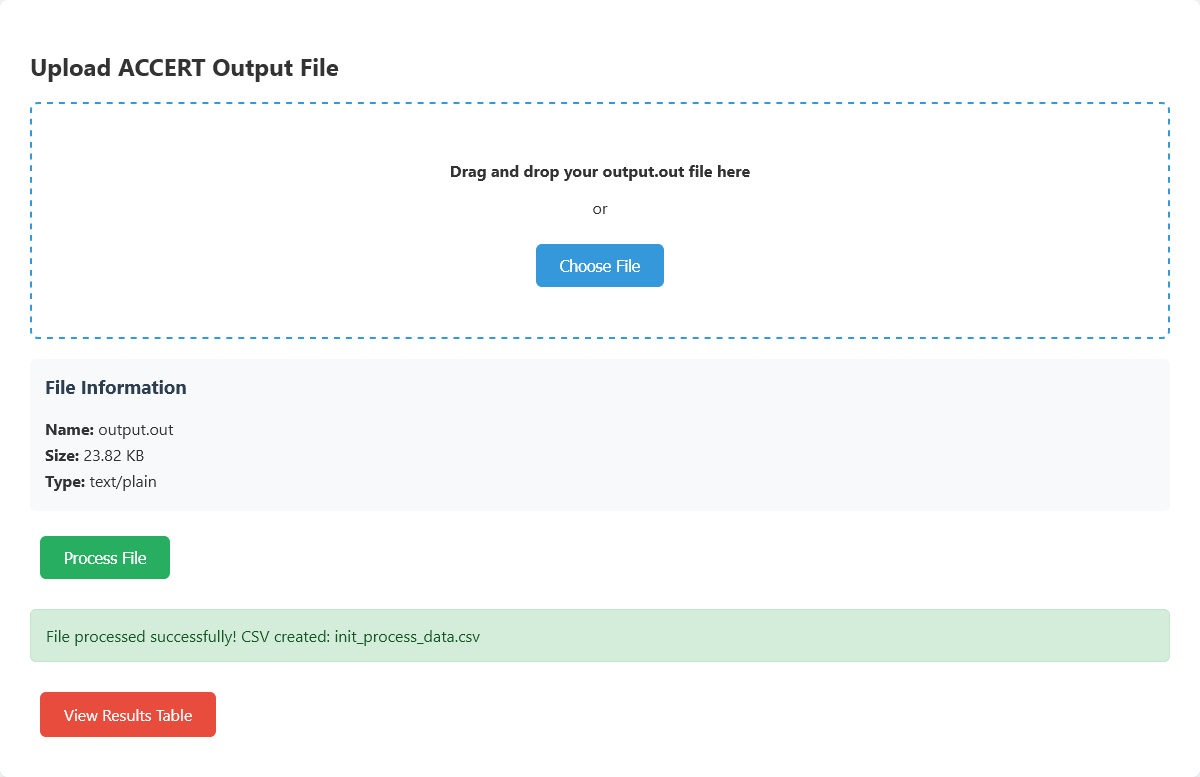 Upload ACCERT Output File
Drag and drop your output.out file here
or
Choose File
File Information
Name: output.out
Size: 23.82 KB
Type: text/plain
Process File
File processed successfully! CSV created: init_process_data.csv
View Results Table